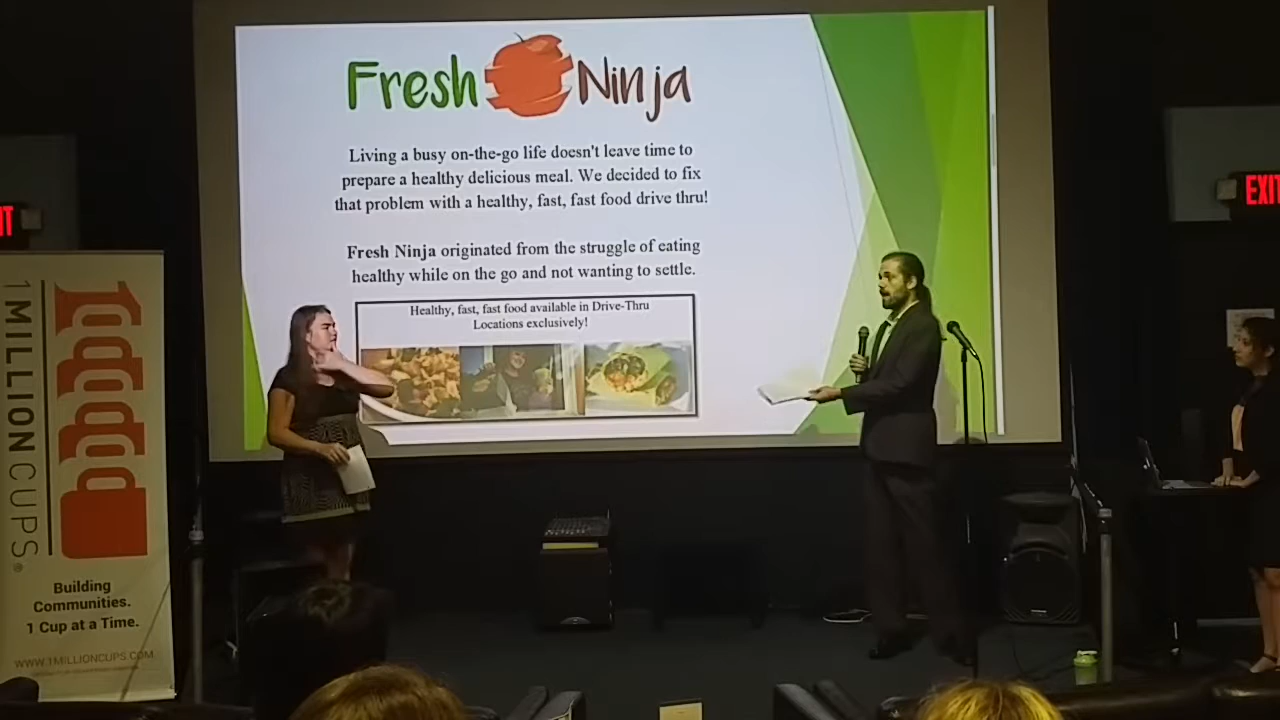 Fresh Ninja
Living a busy on-the-go life doesn't leave time to
prepare a healthy delicious meal. We decided to fix
that problem with a healthy, fast, fast food drive thru!
Fresh Ninja originated from the struggle of eating
healthy while on the go and not wanting to settle.
Healthy, fast, fast food available in Drive-Thru
Locations exclusively!
IT
EXIT
1MILLIONCUPS®
Building
Communities.
1 Cup at a Time.
WWW.1MILLIONCUPS.COM